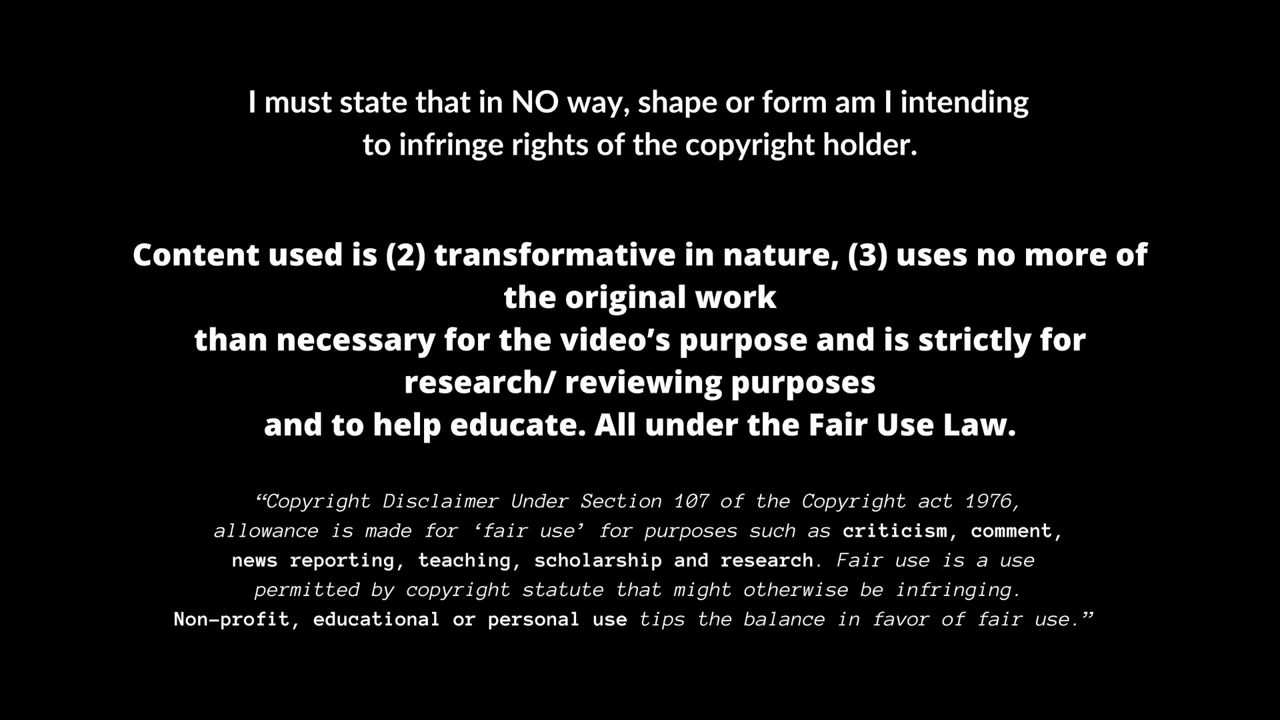 I must state that in NO way, shape or form am I intending
to infringe rights of the copyright holder.
Content used is (2) transformative in nature, (3) uses no more of
the original work
than necessary for the video’s purpose and is strictly for
research/ reviewing purposes
and to help educate. All under the Fair Use Law.
“Copyright Disclaimer Under Section 107 of the Copyright act 1976,
allowance is made for ‘fair use’ for purposes such as criticism, comment,
news reporting, teaching, scholarship and research. Fair use is a use
permitted by copyright statute that might otherwise be infringing.
Non-profit, educational or personal use tips the balance in favor of fair use.”